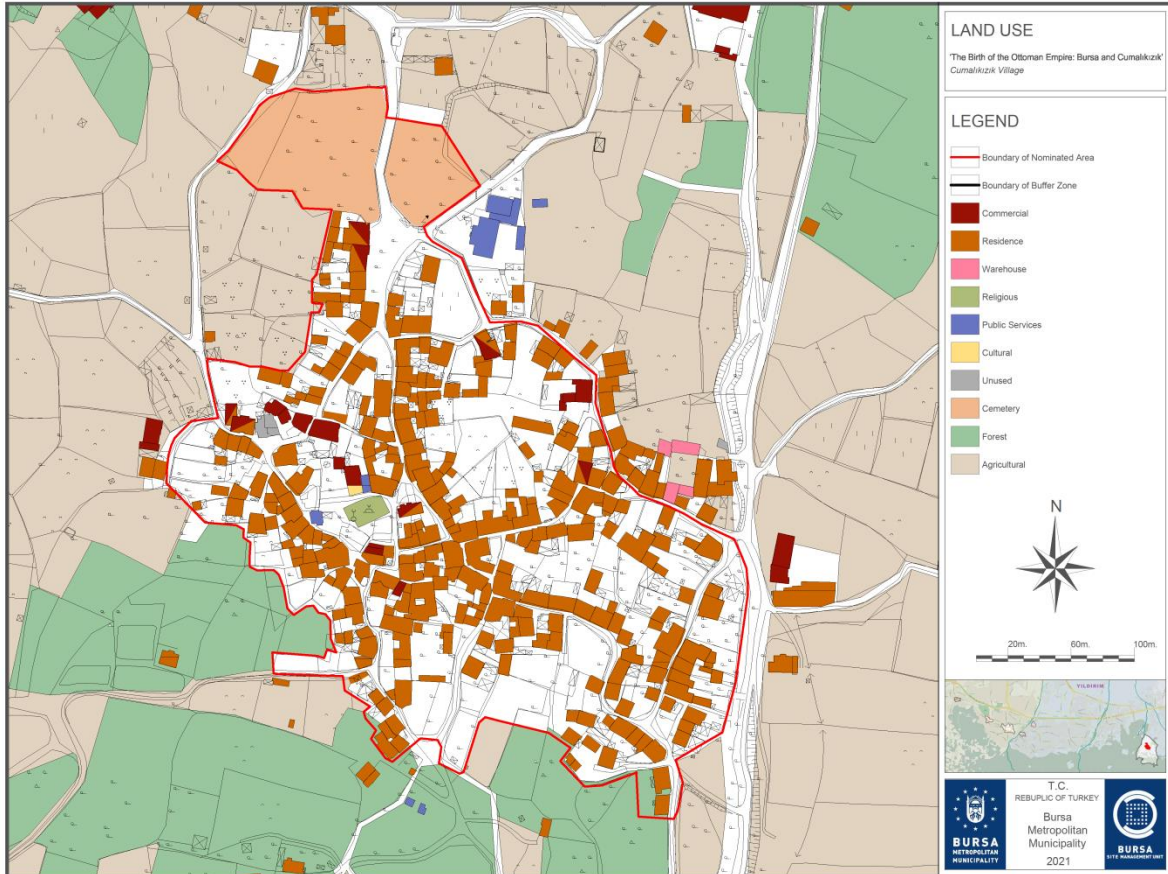 LAND USE
'The Birth of the Ottoman Empire: Bursa and Cumalıkızık'
Cumalıkızık Village
LEGEND
Boundary of Nominated Area
Boundary of Buffer Zone
Commercial
Residence
Warehouse
Religious
Public Services
Cultural
Unused
Cemetery
Forest
Agricultural
N
20m. 60m. 100m.
YILDIRIM
T.C.
REBUPLIC OF TURKEY
Bursa
Metropolitan
Municipality
2021
BURSA
METROPOLITAN
MUNICIPALITY
BURSA
SITE MANAGEMENT UNIT